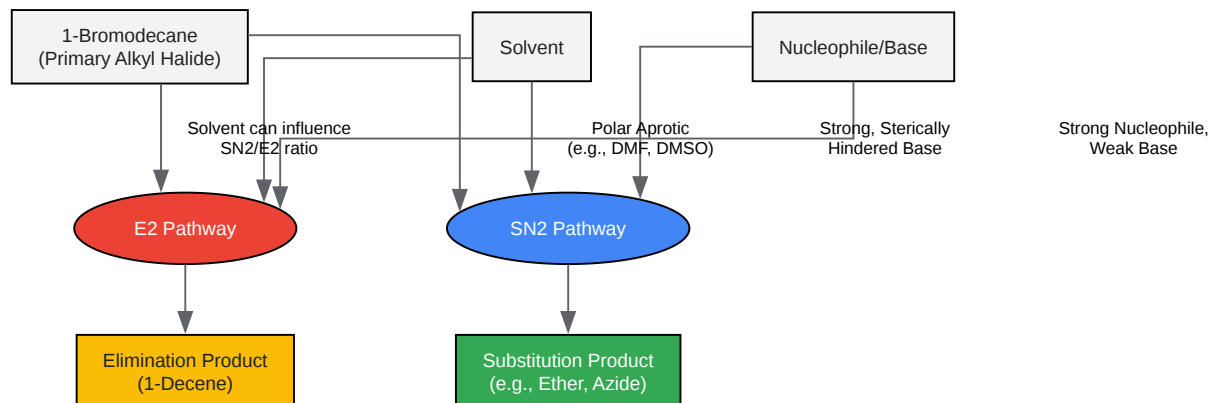 1-Bromodecane
(Primary Alkyl Halide)
Solvent
Nucleophile/Base
Solvent can influence
SN2/E2 ratio
Polar Aprotic
(e.g., DMF, DMSO)
Strong, Sterically
Hindered Base
Strong Nucleophile,
Weak Base
E2 Pathway
SN2 Pathway
Elimination Product
(1-Decene)
Substitution Product
(e.g., Ether, Azide)